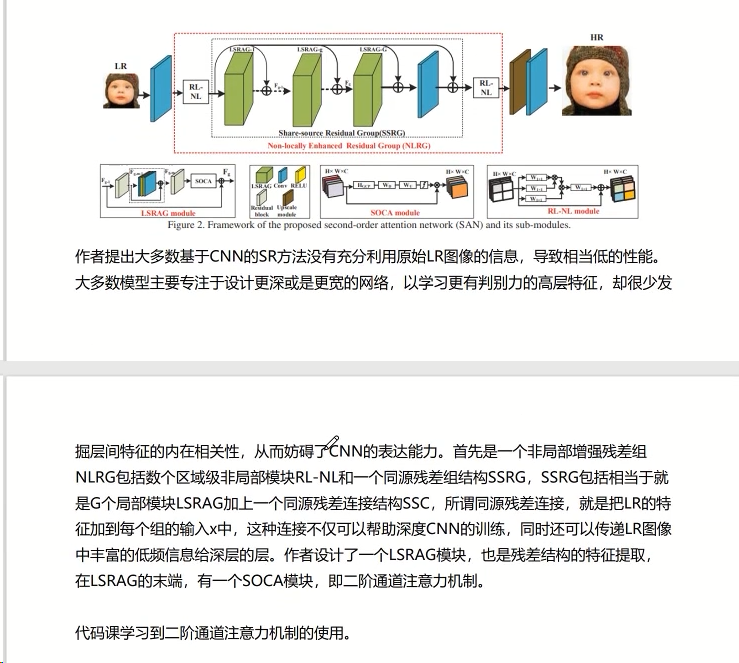 HR
LSRAG-1
LSRAG-g
LSRAG-G
LR
RL-
NL
RL-
NL
Share-source Residual Group(SSRG)
Non-locally Enhanced Residual Group (NLRG)
SOCA
LSRAG module
LSRAG Conv RELU
Residual
block
Upscale
module
H× W×C
H× W×C
SOCA module
H× W×C
H× W×C
RL-NL module
Figure 2. Framework of the proposed second-order attention network (SAN) and its sub-modules.
作者提出大多数基于CNN的SR方法没有充分利用原始LR图像的信息，导致相当低的性能。
大多数模型主要专注于设计更深或是更宽的网络，以学习更有判别力的高层特征，却很少发
掘层间特征的内在相关性，从而妨碍了CNN的表达能力。首先是一个非局部增强残差组
NLRG包括数个区域级非局部模块RL-NL和一个同源残差组结构SSRG，SSRG包括相当于就
是G个局部模块LSRAG加上一个同源残差连接结构SSC，所谓同源残差连接，就是把LR的特
征加到每个组的输入x中，这种连接不仅可以帮助深度CNN的训练，同时还可以传递LR图像
中丰富的低频信息给深层的层。作者设计了一个LSRAG模块，也是残差结构的特征提取，
在LSRAG的末端，有一个SOCA模块，即二阶通道注意力机制。
代码课学习到二阶通道注意力机制的使用。